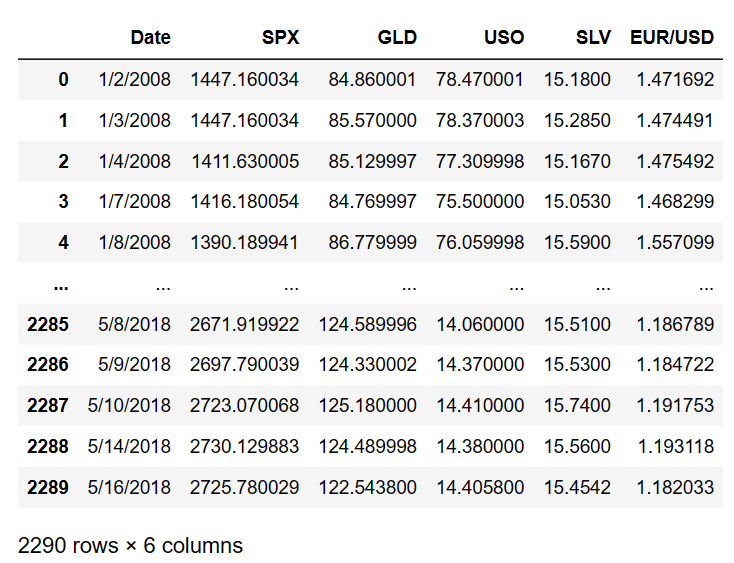 Date SPX GLD USO SLV EUR/USD
0 1/2/2008 1447.160034 84.860001 78.470001 15.1800 1.471692
1 1/3/2008 1447.160034 85.570000 78.370003 15.2850 1.474491
2 1/4/2008 1411.630005 85.129997 77.309998 15.1670 1.475492
3 1/7/2008 1416.180054 84.769997 75.500000 15.0530 1.468299
4 1/8/2008 1390.189941 86.779999 76.059998 15.5900 1.557099
... ... ... ... ... ... ...
2285 5/8/2018 2671.919922 124.589996 14.060000 15.5100 1.186789
2286 5/9/2018 2697.790039 124.330002 14.370000 15.5300 1.184722
2287 5/10/2018 2723.070068 125.180000 14.410000 15.7400 1.191753
2288 5/14/2018 2730.129883 124.489998 14.380000 15.5600 1.193118
2289 5/16/2018 2725.780029 122.543800 14.405800 15.4542 1.182033
2290 rows × 6 columns